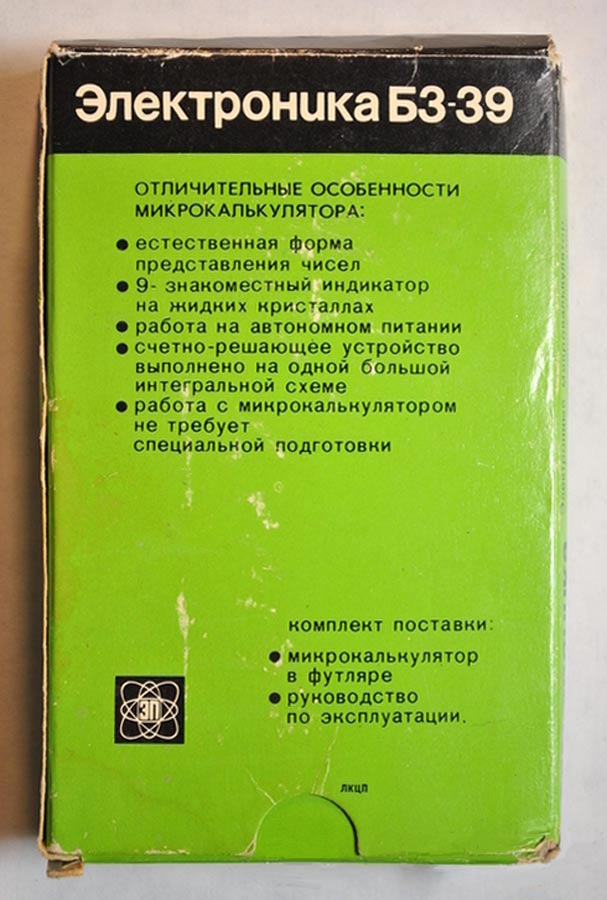 Электроника Б3-39
ОТЛИЧИТЕЛЬНЫЕ ОСОБЕННОСТИ
МИКРОКАЛЬКУЛЯТОРА:
● естественная форма
представления чисел
● 9- знакоместный индикатор
на жидких кристаллах
● работа на автономном питании
● счетно-решающее устройство
выполнено на одной большой
интегральной схеме
● работа с микрокалькулятором
не требует
специальной подготовки
комплект поставки:
● микрокалькулятор
в футляре
● руководство
по эксплуатации.
ЭП
ЛКЦП